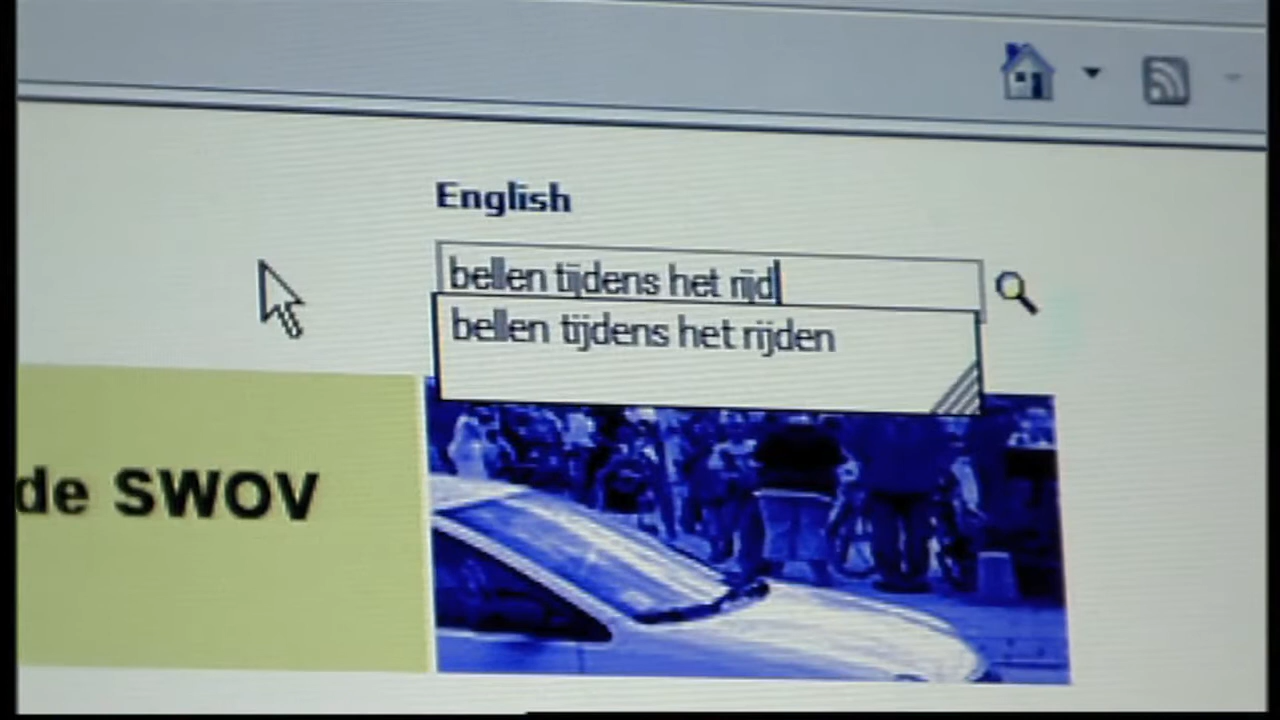 English
bellen tijdens het rijd
bellen tijdens het rijden
de SWOV